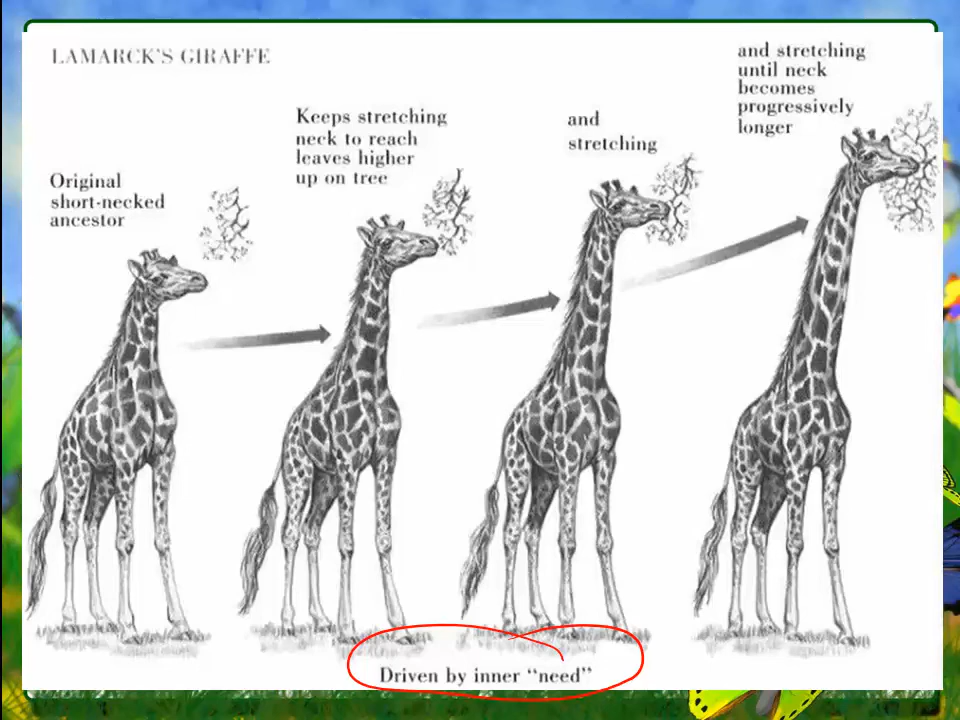 LAMARCK'S GIRAFFE
Original
short-necked
ancestor
Keeps stretching
neck to reach
leaves higher
up on tree
and
stretching
and stretching
until neck
becomes
progressively
longer
Driven by inner “need”